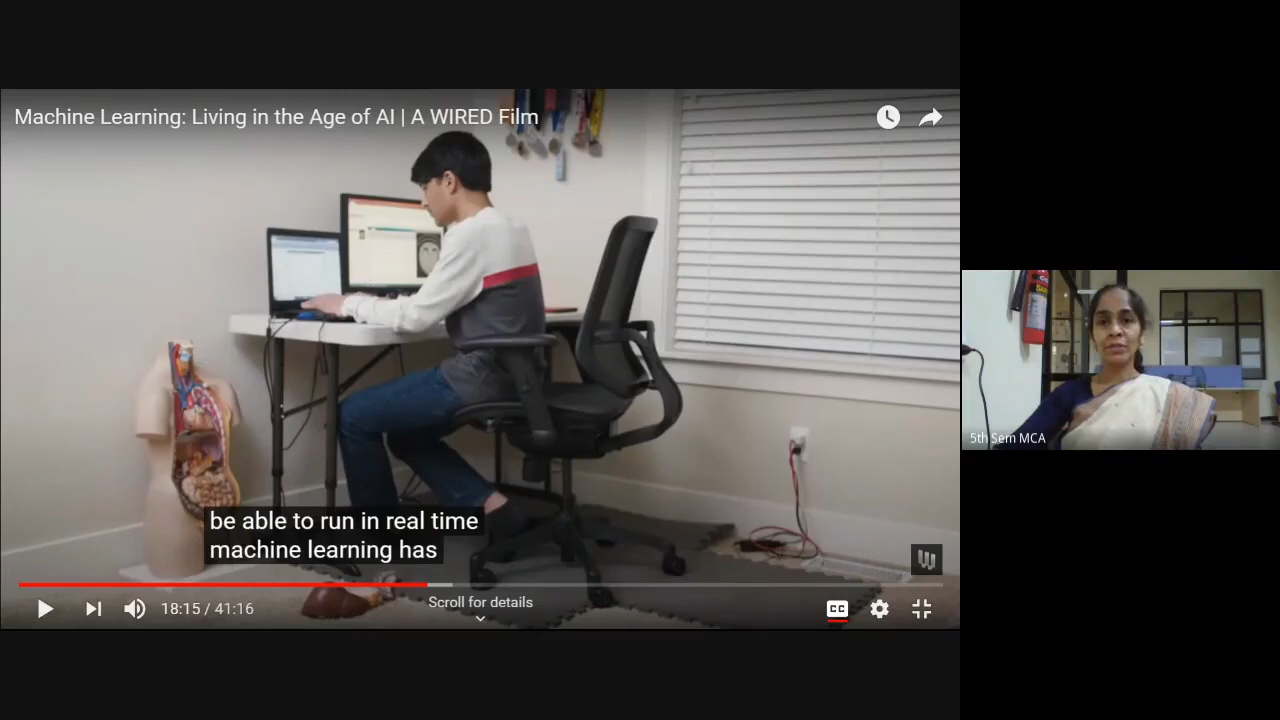 Machine Learning: Living in the Age of AI | A WIRED Film
be able to run in real time
machine learning has
18:15 / 41:16
Scroll for details
CC
5th Sem MCA